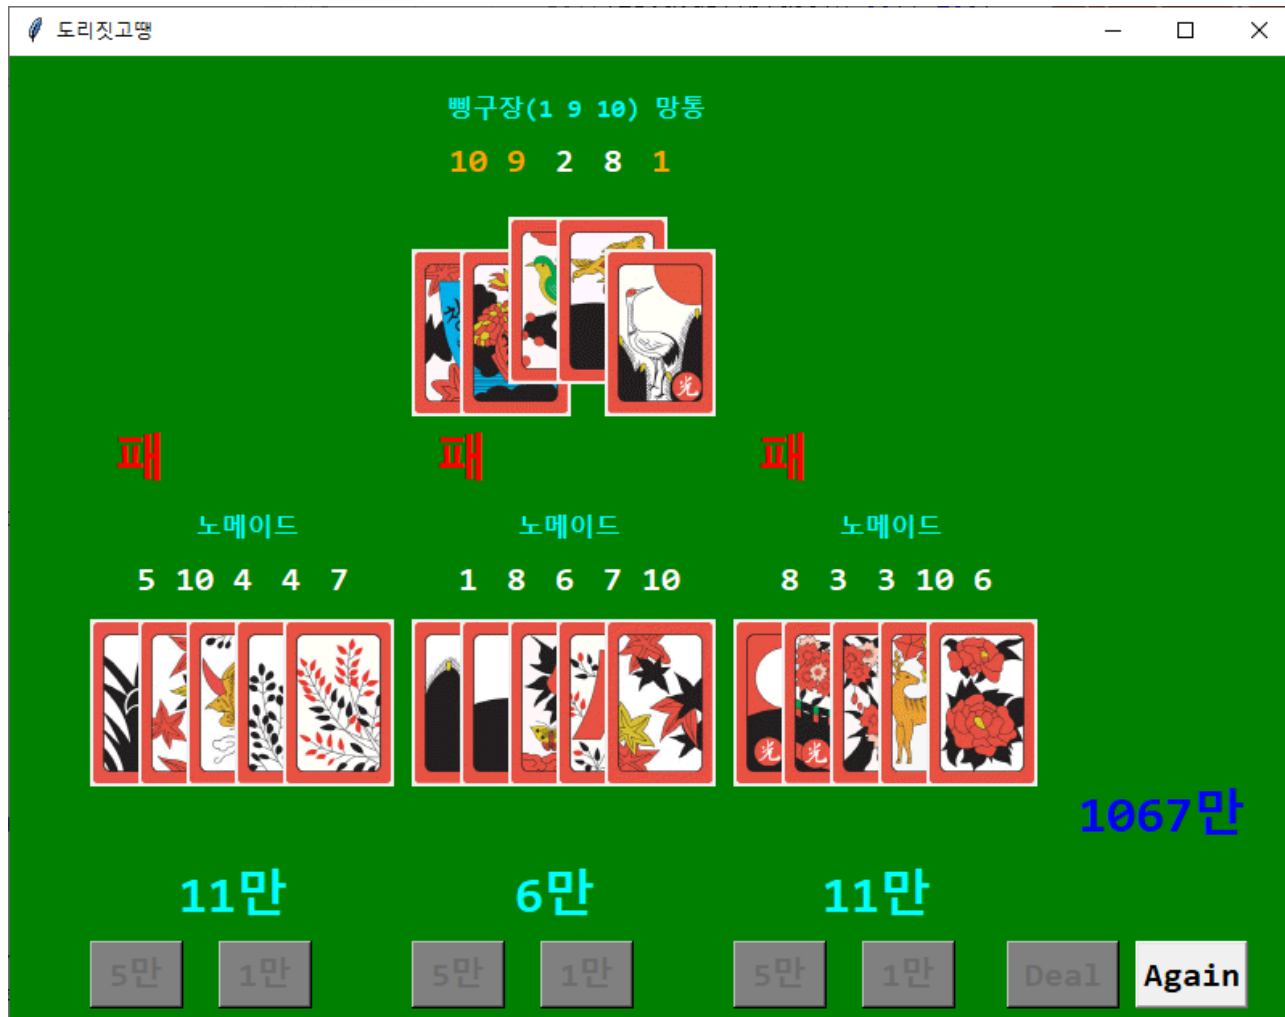 도리짓고땡
삥구장(1 9 10) 망통
10 9 2 8 1
광
패 패 패
노메이드 노메이드 노메이드
5 10 4 4 7 1 8 6 7 10 8 3 3 10 6
光 光
1067만
11만 6만 11만
5만 1만 5만 1만 5만 1만 Deal Again